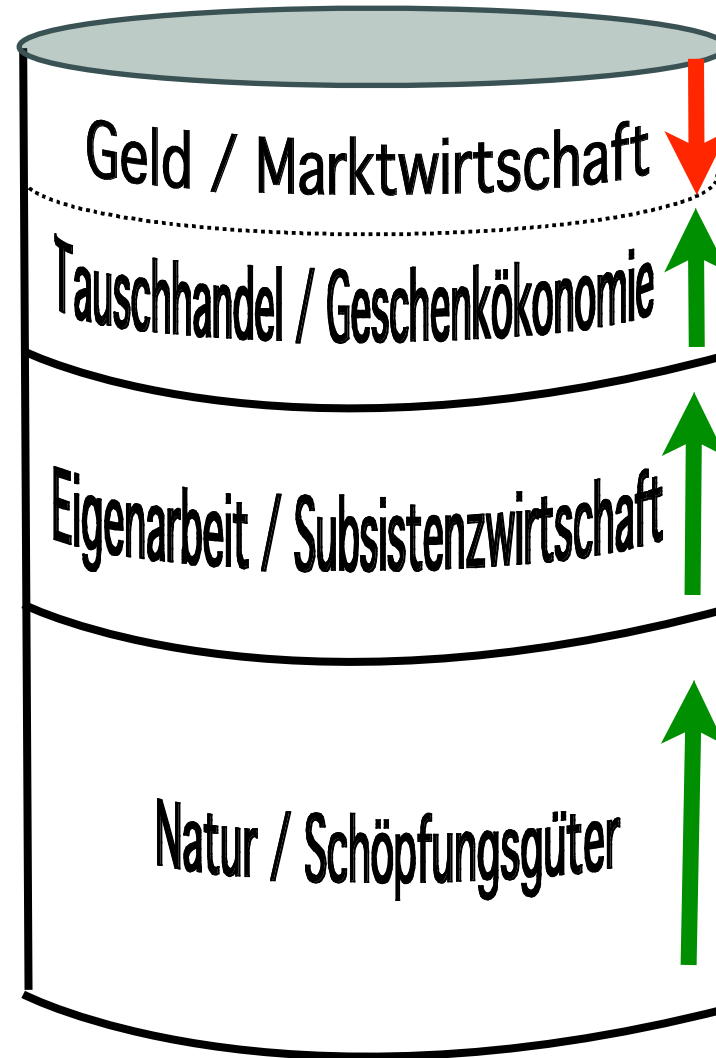 Geld / Marktwirtschaft
Tauschhandel / Geschenkökonomie
Eigenarbeit / Subsistenzwirtschaft
Natur / Schöpfungsgüter